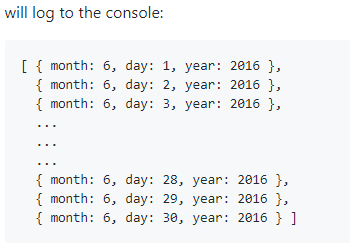 will log to the console:
[ { month: 6, day: 1, year: 2016 },
  { month: 6, day: 2, year: 2016 },
  { month: 6, day: 3, year: 2016 },
  ...
  ...
  ...
  { month: 6, day: 28, year: 2016 },
  { month: 6, day: 29, year: 2016 },
  { month: 6, day: 30, year: 2016 } ]